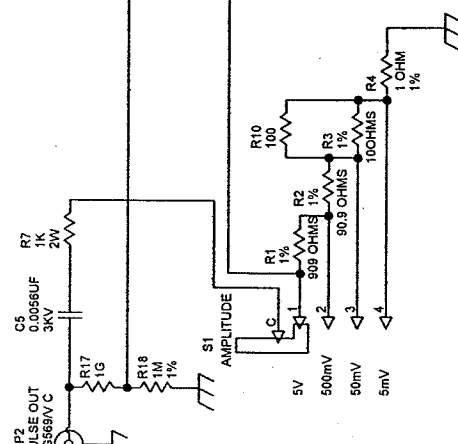 R4
1 OHM
1%
R10
100
R3
1%
10OHMS
R2
1%
90.9 OHMS
R1
1%
909 OHMS
R7
1K
2W
C5
0.0056UF
3KV
S1
AMPLITUDE
C
1
2
3
4
5V
500mV
50mV
5mV
R17
1G
R18
1M
1%
P2